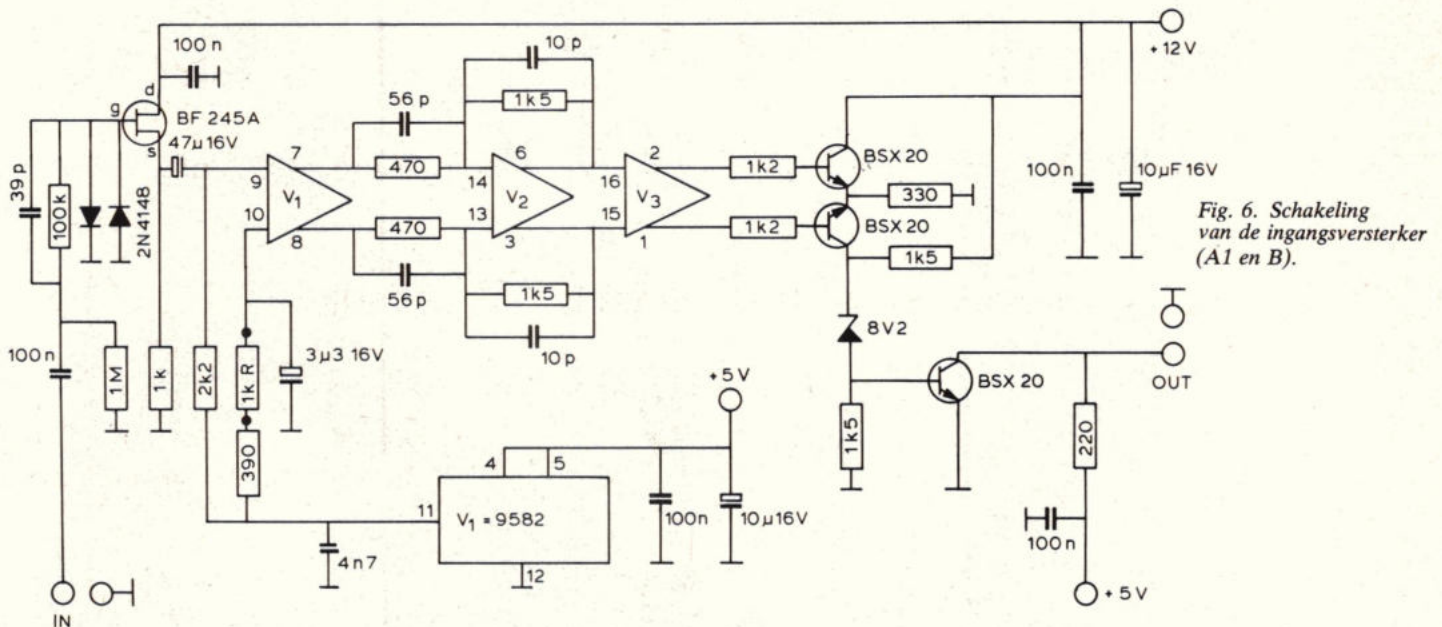 +12V
100n
10p
d
g
BF 245A
s
56p
1k5
47µ16V
39p
100k
2N4148
7
6
2
9
V1
470
14
V2
16
V3
1k2
BSX 20
10
8
470
13
3
15
1
1k2
330
BSX 20
100n
10µF 16V
56p
1k5
10p
1k5
Fig. 6. Schakeling
van de ingangsversterker
(A1 en B).
100n
1M
1k
2k2
1k R
3µ3 16V
390
8V2
+5V
BSX 20
OUT
1k5
220
4
5
11
V1 = 9582
12
100n
10µ16V
4n7
100n
+5V
IN